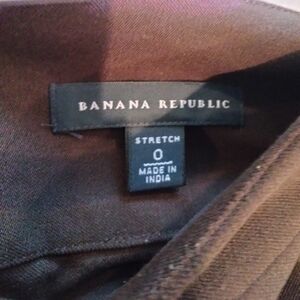 BANANA REPUBLIC
STRETCH
0
MADE IN
INDIA